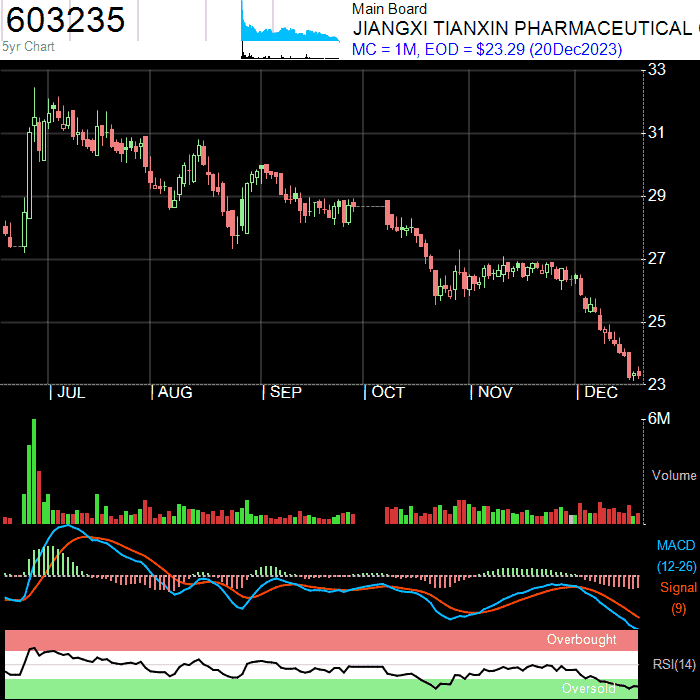 603235
5yr Chart
Main Board
JIANGXI TIANXIN PHARMACEUTICAL
MC = 1M, EOD = $23.29 (20Dec2023)
33
31
29
27
25
23
| JUL | AUG | SEP | OCT | NOV | DEC
6M
Volume
MACD
(12-26)
Signal
(9)
Overbought
RSI(14)
Oversold